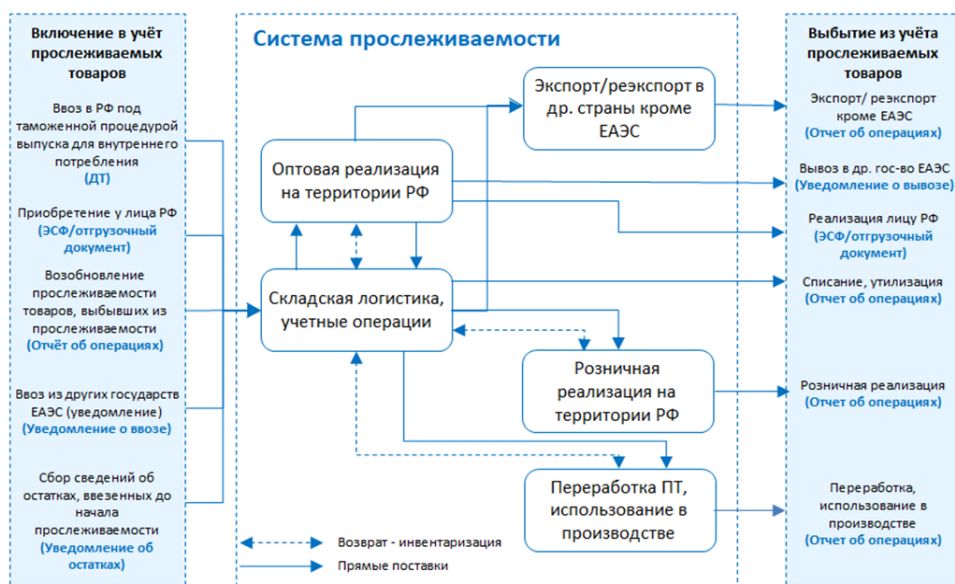 Включение в учёт
прослеживаемых
товаров
Ввоз в РФ под
таможенной процедурой
выпуска для внутреннего
потребления
(ДТ)
Приобретение у лица РФ
(ЭСФ/отгрузочный
документ)
Возобновление
прослеживаемости
товаров, выбывших из
прослеживаемости
(Отчёт об операциях)
Ввоз из других государств
ЕАЭС (уведомление)
(Уведомление о ввозе)
Сбор сведений об
остатках, ввезенных до
начала
прослеживаемости
(Уведомление об
остатках)
Система прослеживаемости
Экспорт/реэкспорт в
др. страны кроме
ЕАЭС
Оптовая реализация
на территории РФ
Складская логистика,
учетные операции
Розничная
реализация на
территории РФ
Переработка ПТ,
использование в
производстве
Возврат - инвентаризация
Прямые поставки
Выбытие из учёта
прослеживаемых
товаров
Экспорт/ реэкспорт
кроме ЕАЭС
(Отчет об операциях)
Вывоз в др. гос-во ЕАЭС
(Уведомление о вывозе)
Реализация лицу РФ
(ЭСФ/отгрузочный
документ)
Списание, утилизация
(Отчет об операциях)
Розничная реализация
(Отчет об операциях)
Переработка,
использование в
производстве
(Отчет об операциях)